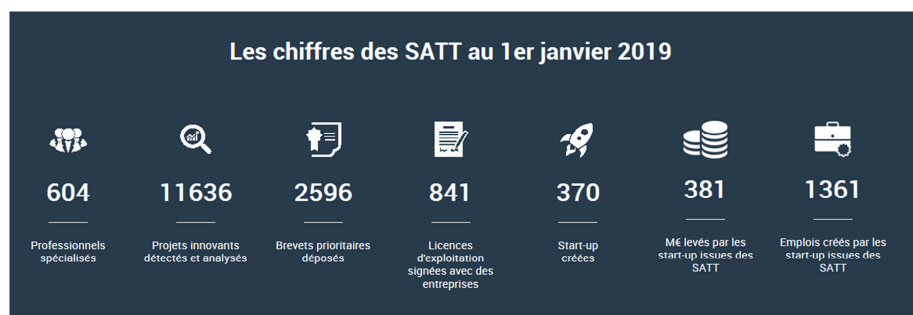 Les chiffres des SATT au 1er janvier 2019
604
Professionnels
spécialisés
11636
Projets innovants
détectés et analysés
2596
Brevets prioritaires
déposés
841
Licences
d'exploitation
signées avec des
entreprises
370
Start-up
créées
381
M€ levés par les
start-up issues des
SATT
1361
Emplois créés par les
start-up issues des
SATT